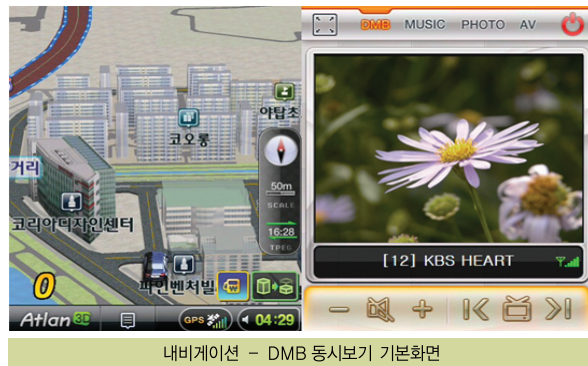 아탑초
코오롱
거리
50m
SCALE
16:28
TPEG
코리아디자인센터
파인벤처빌
0
Atlan 3D
GPS
04:29
DMB MUSIC PHOTO AV
[12] KBS HEART
내비게이션 - DMB 동시보기 기본화면